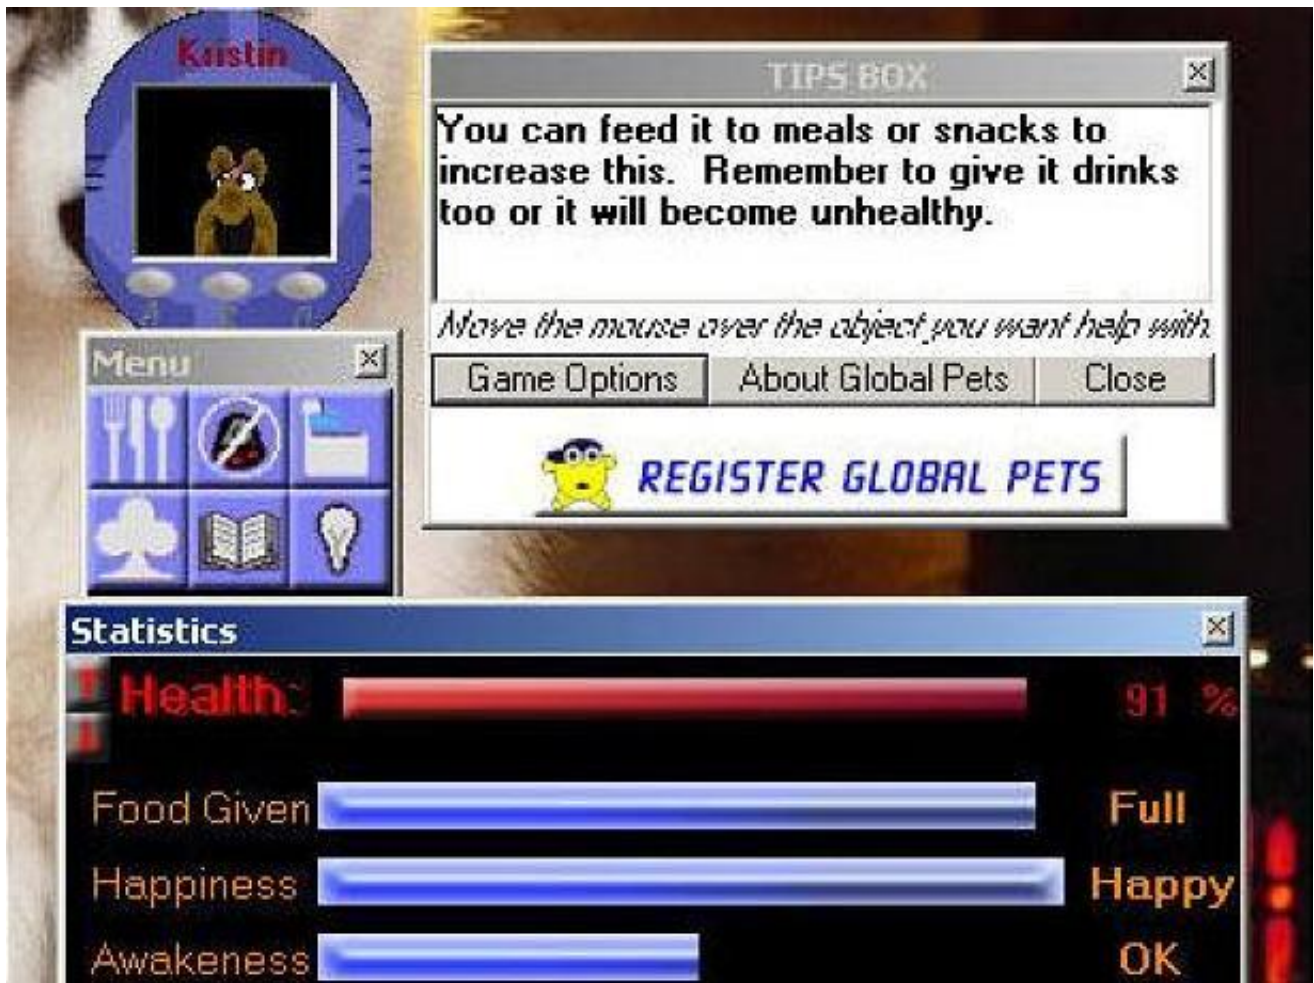 Kristin
TIPS BOX
You can feed it to meals or snacks to
increase this.  Remember to give it drinks
too or it will become unhealthy.
Move the mouse over the object you want help with.
Game Options
About Global Pets
Close
REGISTER GLOBAL PETS
Menu
Statistics
Health: 91 %
Food Given Full
Happiness Happy
Awakeness OK